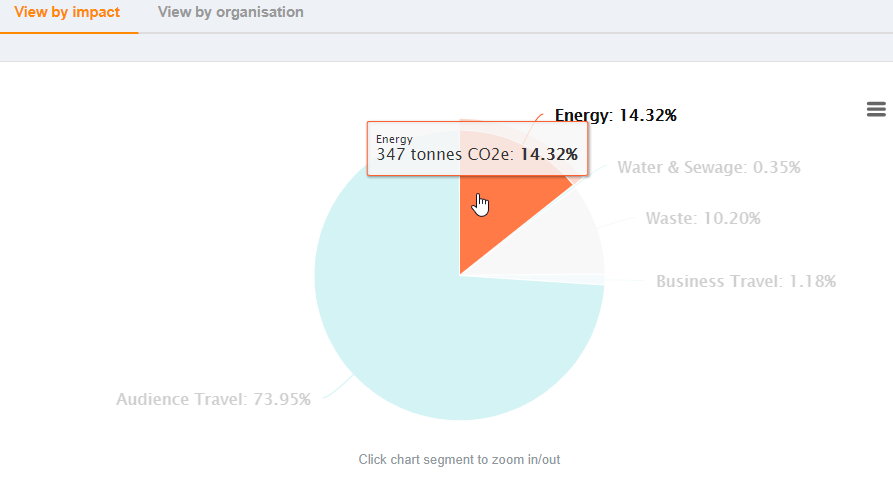 View by impact
View by organisation
Energy: 14.32%
Energy
347 tonnes CO2e: 14.32%
Water & Sewage: 0.35%
Waste: 10.20%
Business Travel: 1.18%
Audience Travel: 73.95%
Click chart segment to zoom in/out